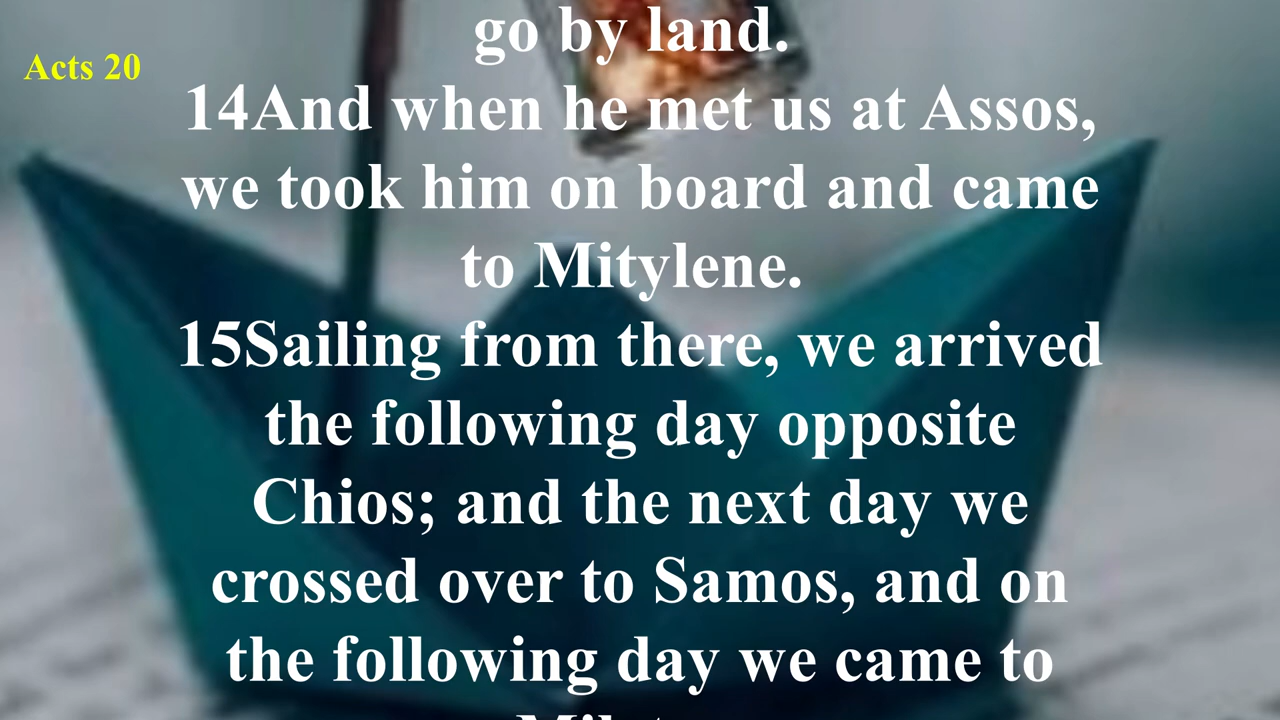 go by land.
Acts 20
14And when he met us at Assos,
we took him on board and came
to Mitylene.
15Sailing from there, we arrived
the following day opposite
Chios; and the next day we
crossed over to Samos, and on
the following day we came to